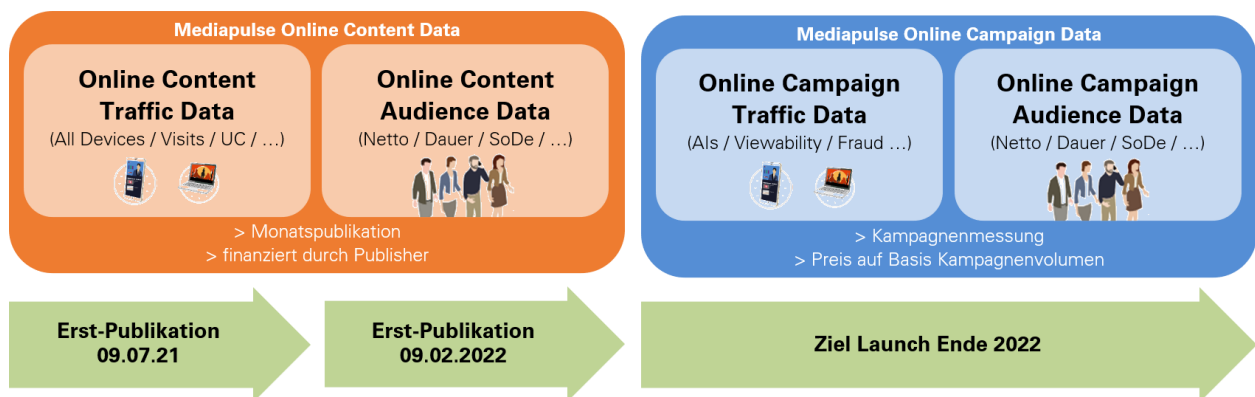 Mediapulse Online Content Data
Online Content
Traffic Data
(All Devices / Visits / UC / ...)
Online Content
Audience Data
(Netto / Dauer / SoDe / ...)
> Monatspublikation
> finanziert durch Publisher
Mediapulse Online Campaign Data
Online Campaign
Traffic Data
(AIs / Viewability / Fraud ...)
Online Campaign
Audience Data
(Netto / Dauer / SoDe / ...)
> Kampagnenmessung
> Preis auf Basis Kampagnenvolumen
Erst-Publikation
09.07.21
Erst-Publikation
09.02.2022
Ziel Launch Ende 2022